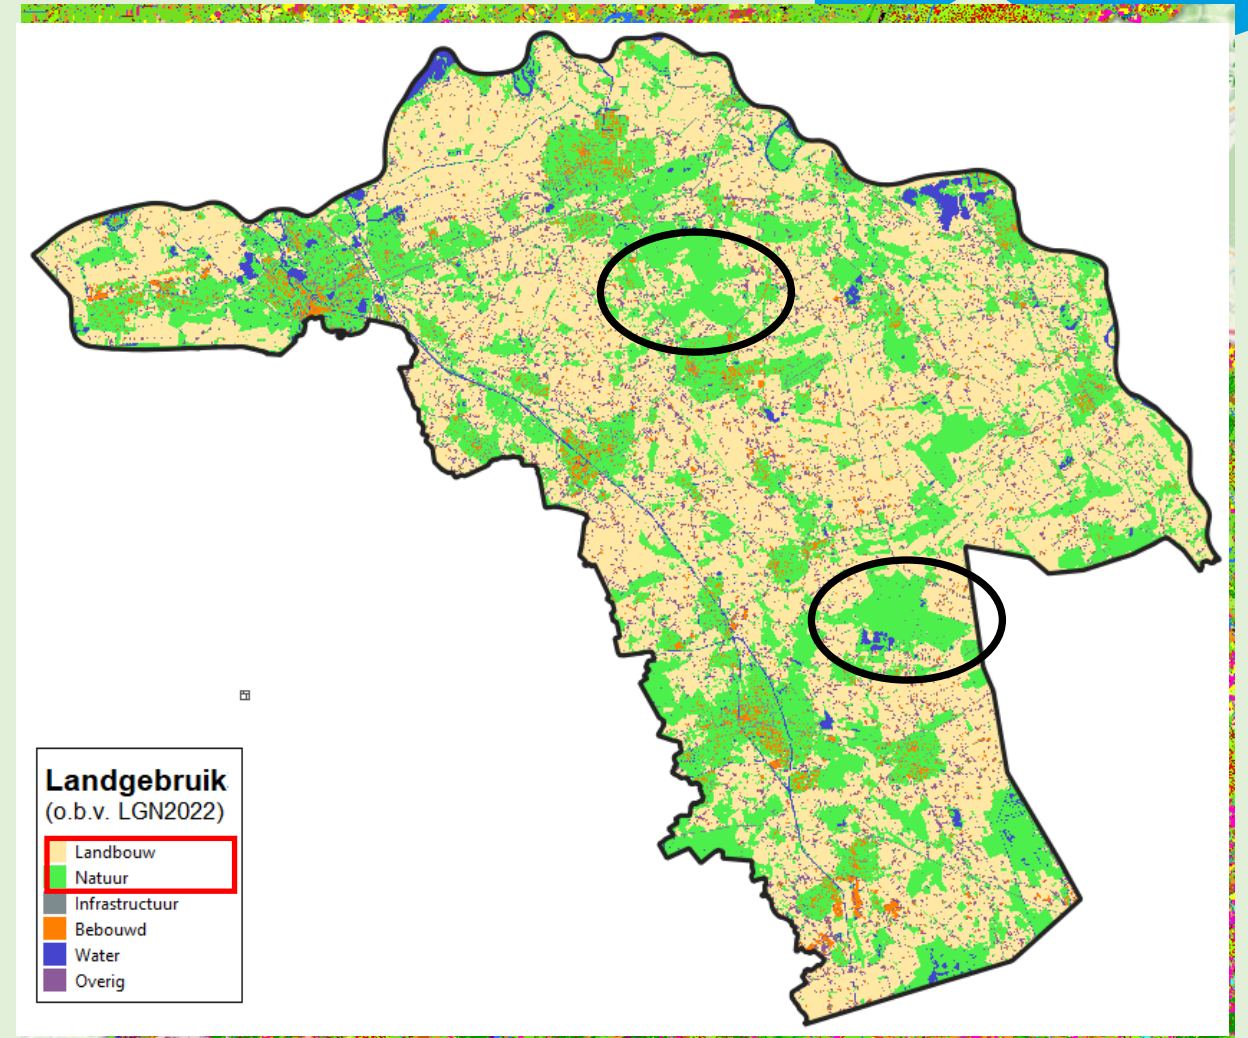 Landgebruik
(o.b.v. LGN2022)
Landbouw
Natuur
Infrastructuur
Bebouwd
Water
Overig